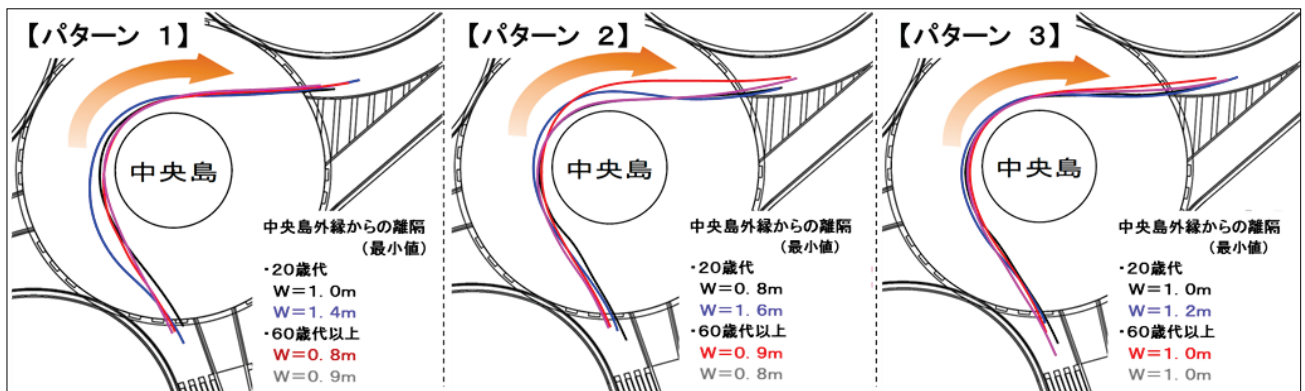 【パターン 1】
中央島
中央島外縁からの離隔
(最小値)
・20歳代
W=1.0m
W=1.4m
・60歳代以上
W=0.8m
W=0.9m
【パターン 2】
中央島
中央島外縁からの離隔
(最小値)
・20歳代
W=0.8m
W=1.6m
・60歳代以上
W=0.9m
W=0.8m
【パターン 3】
中央島
中央島外縁からの離隔
(最小値)
・20歳代
W=1.0m
W=1.2m
・60歳代以上
W=1.0m
W=1.0m